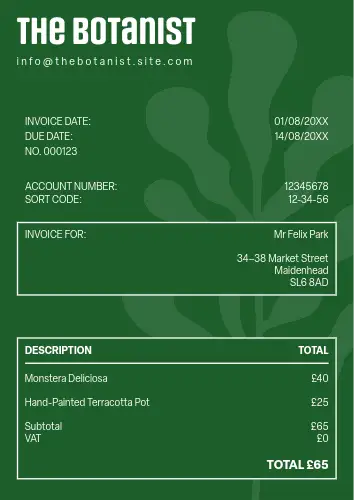 THE BOTANIST
info@thebotanist.site.com
INVOICE DATE: 01/08/20XX
DUE DATE: 14/08/20XX
NO. 000123
ACCOUNT NUMBER: 12345678
SORT CODE: 12-34-56
INVOICE FOR: Mr Felix Park
34–38 Market Street
Maidenhead
SL6 8AD
DESCRIPTION TOTAL
Monstera Deliciosa £40
Hand-Painted Terracotta Pot £25
Subtotal £65
VAT £0
TOTAL £65